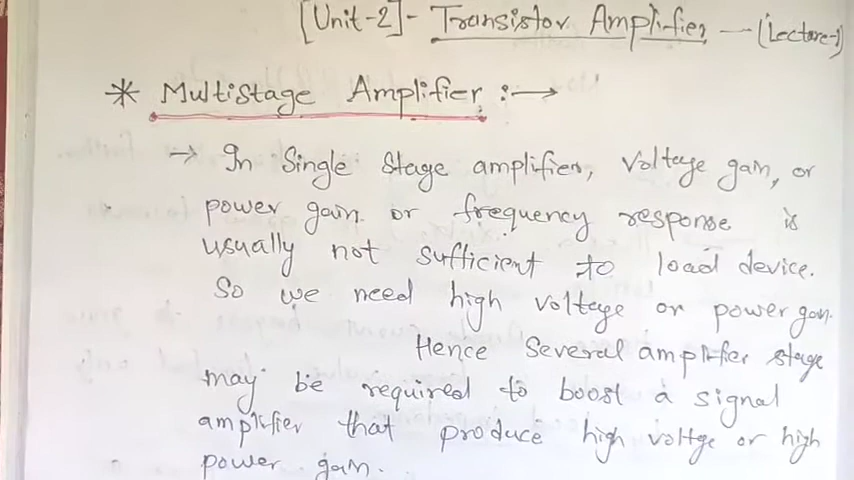 [Unit-2]- Transistor Amplifier — (Lecture-1)
* Multistage Amplifier :→
→ In Single Stage amplifier, Voltage gain, or
power gain or frequency response is
usually not sufficient to load device.
So we need high voltage or power gain.
Hence Several amplifier stage
may be required to boost a signal
amplifier that produce high voltge or high
power gain.